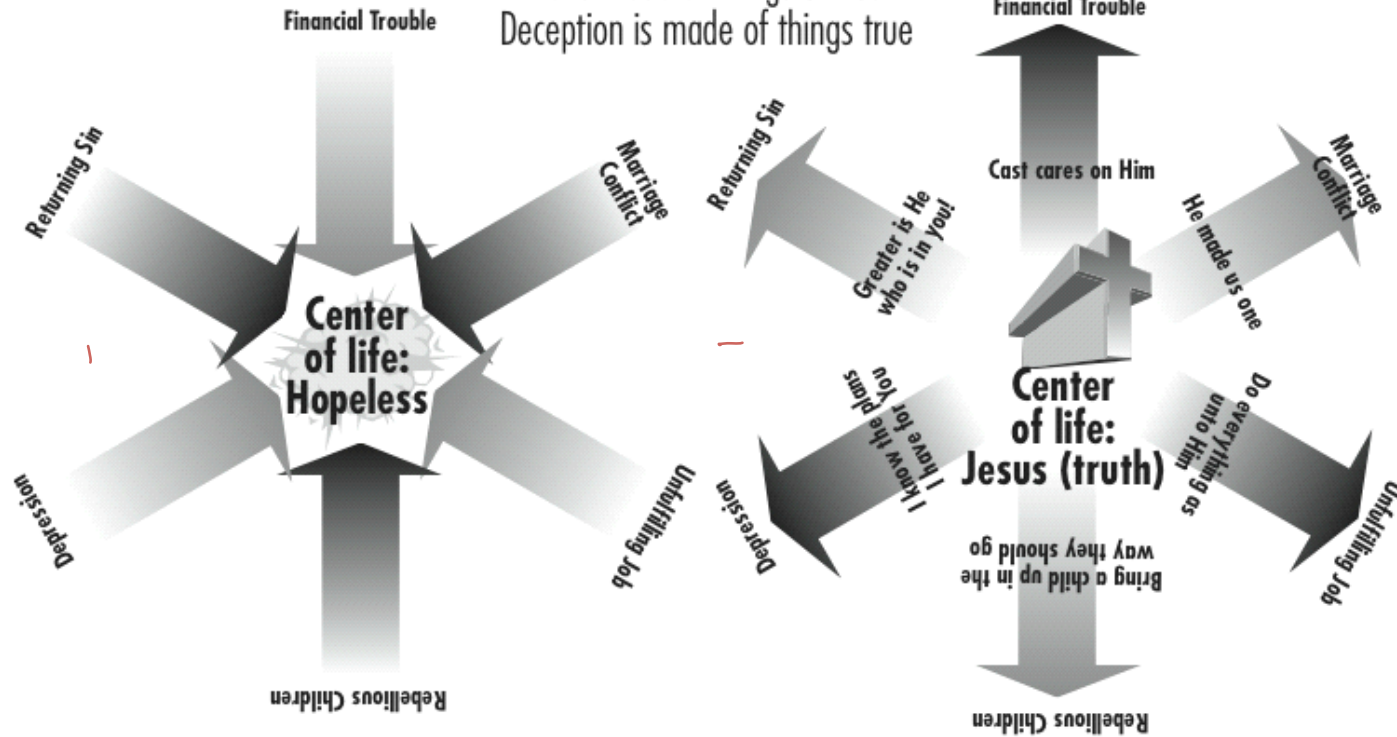 Financial Trouble
Deception is made of things true
Financial Trouble
Returning Sin
Marriage
Conflict
Center
of life:
Hopeless
Depression
Unfulfilling Job
Rebellious Children
Returning Sin
Greater is He
who is in you!
Cast cares on Him
He made us one
Marriage
Conflict
I know the plans
I have for You
Center
of life:
Jesus (truth)
Do everything as
unto Him
Depression
Bring a child up in the
way they should go
Unfulfilling Job
Rebellious Children